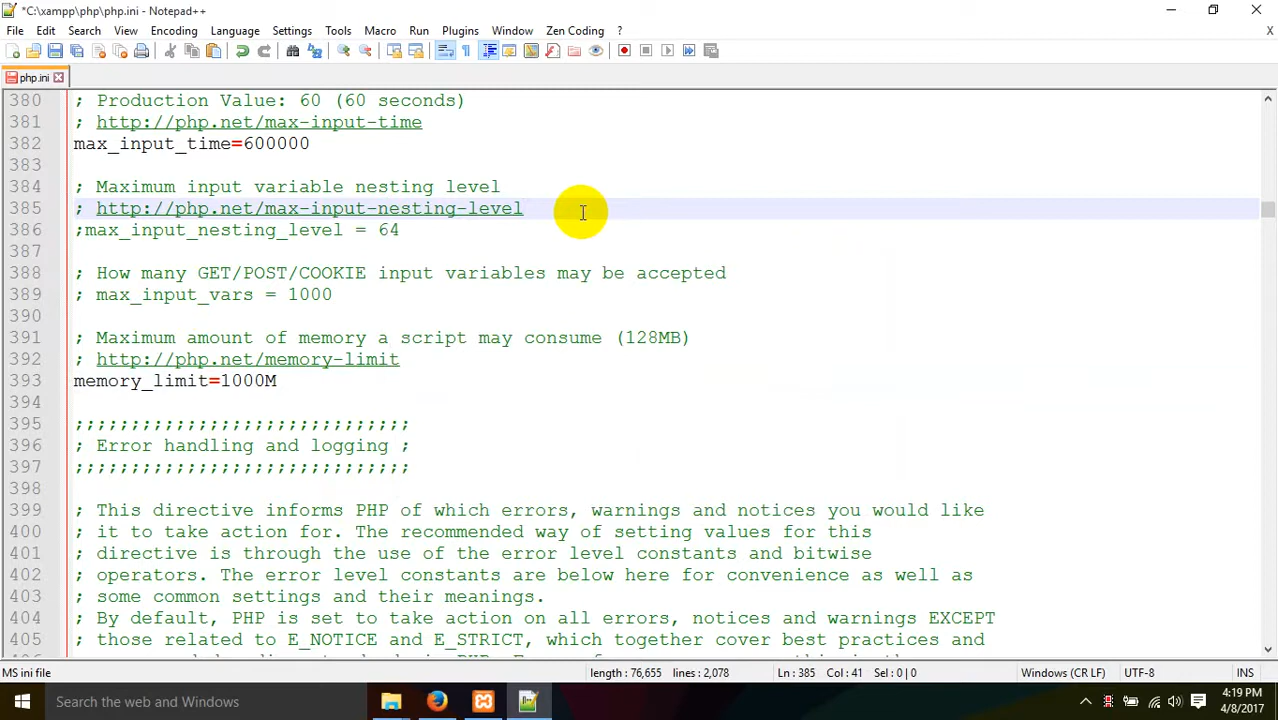 *C:\xampp\php\php.ini - Notepad++
File Edit Search View Encoding Language Settings Tools Macro Run Plugins Window Zen Coding ? X
php.ini
380 ; Production Value: 60 (60 seconds)
381 ; http://php.net/max-input-time
382 max_input_time=600000
383
384 ; Maximum input variable nesting level
385 ; http://php.net/max-input-nesting-level
386 ;max_input_nesting_level = 64
387
388 ; How many GET/POST/COOKIE input variables may be accepted
389 ; max_input_vars = 1000
390
391 ; Maximum amount of memory a script may consume (128MB)
392 ; http://php.net/memory-limit
393 memory_limit=1000M
394
395 ;;;;;;;;;;;;;;;;;;;;;;;;;;;;;;
396 ; Error handling and logging ;
397 ;;;;;;;;;;;;;;;;;;;;;;;;;;;;;;
398
399 ; This directive informs PHP of which errors, warnings and notices you would like
400 ; it to take action for. The recommended way of setting values for this
401 ; directive is through the use of the error level constants and bitwise
402 ; operators. The error level constants are below here for convenience as well as
403 ; some common settings and their meanings.
404 ; By default, PHP is set to take action on all errors, notices and warnings EXCEPT
405 ; those related to E_NOTICE and E_STRICT, which together cover best practices and
MS ini file length : 76,655 lines : 2,078 Ln : 385 Col : 41 Sel : 0 | 0 Windows (CR LF) UTF-8 INS
Search the web and Windows
4:19 PM
4/8/2017